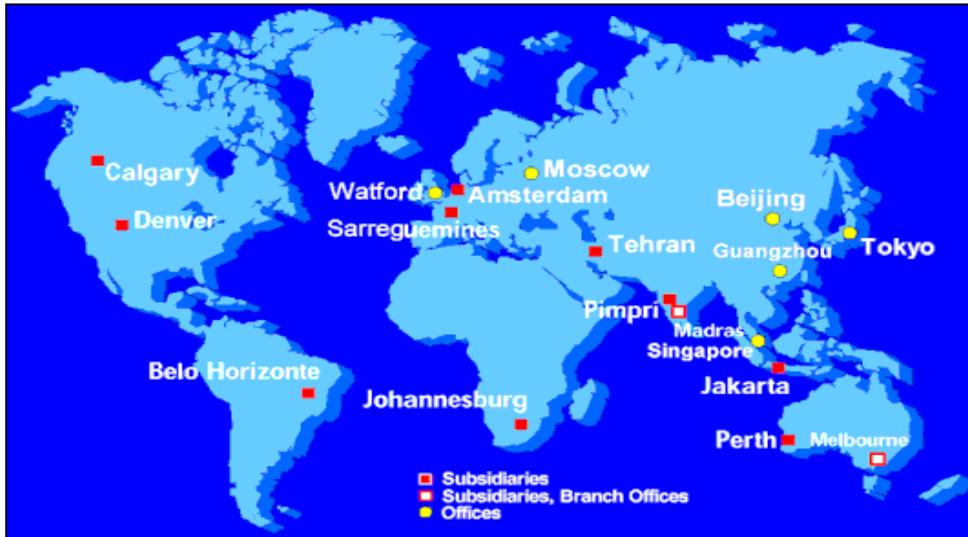 Calgary
Denver
Watford
Amsterdam
Moscow
Sarreguemines
Tehran
Beijing
Guangzhou
Tokyo
Pimpri
Madras
Singapore
Jakarta
Belo Horizonte
Johannesburg
Perth
Melbourne
Subsidiaries
Subsidiaries, Branch Offices
Offices